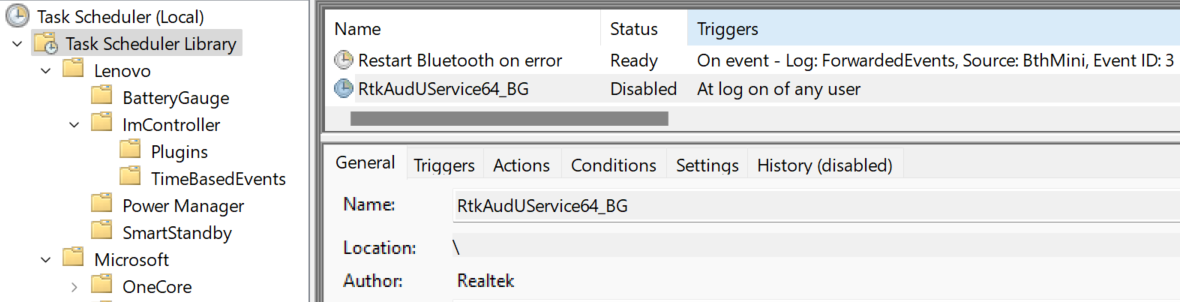 Task Scheduler (Local)
Task Scheduler Library
Lenovo
BatteryGauge
ImController
Plugins
TimeBasedEvents
Power Manager
SmartStandby
Microsoft
OneCore
Name Status Triggers
Restart Bluetooth on error Ready On event - Log: ForwardedEvents, Source: BthMini, Event ID: 3
RtkAudUService64_BG Disabled At log on of any user
General Triggers Actions Conditions Settings History (disabled)
Name: RtkAudUService64_BG
Location: \
Author: Realtek